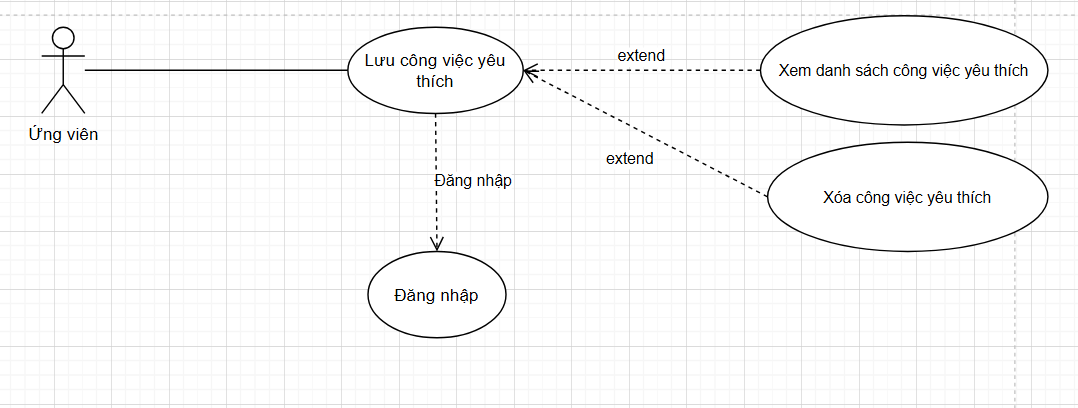 Ứng viên
Lưu công việc yêu
thích
extend
Xem danh sách công việc yêu thích
extend
Xóa công việc yêu thích
Đăng nhập
Đăng nhập